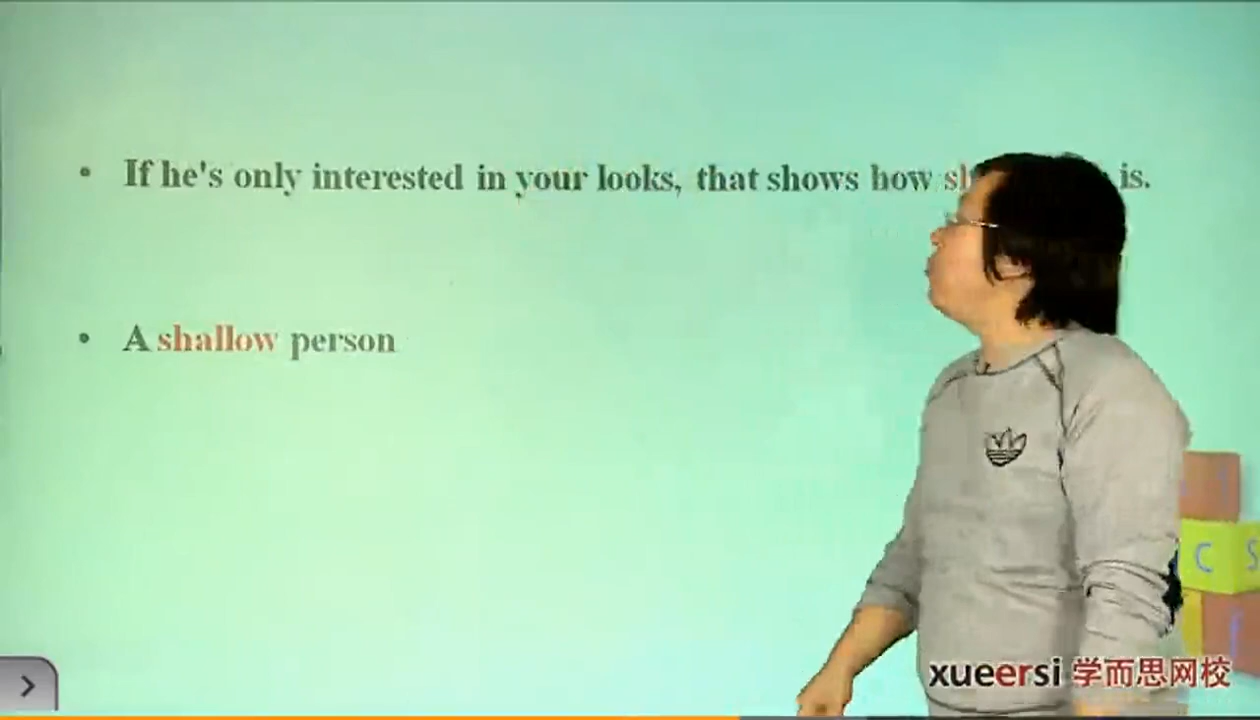 • If he's only interested in your looks, that shows how is.
• A shallow person
C S
xueersi 学而思网校